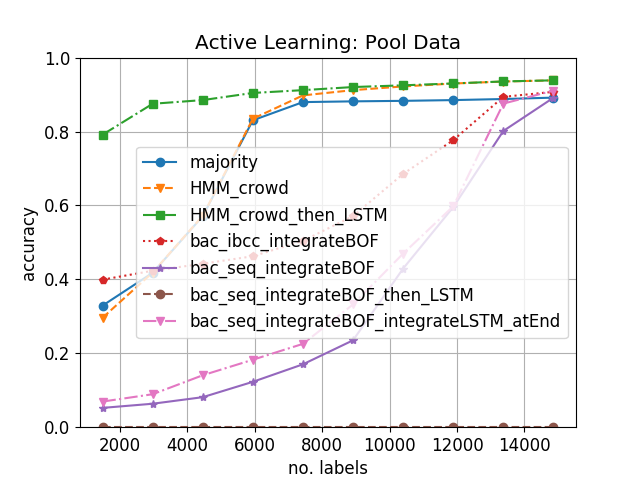 Active Learning: Pool Data
1.0
0.8
0.6
0.4
0.2
0.0
accuracy
majority
HMM_crowd
HMM_crowd_then_LSTM
bac_ibcc_integrateBOF
bac_seq_integrateBOF
bac_seq_integrateBOF_then_LSTM
bac_seq_integrateBOF_integrateLSTM_atEnd
2000 4000 6000 8000 10000 12000 14000
no. labels